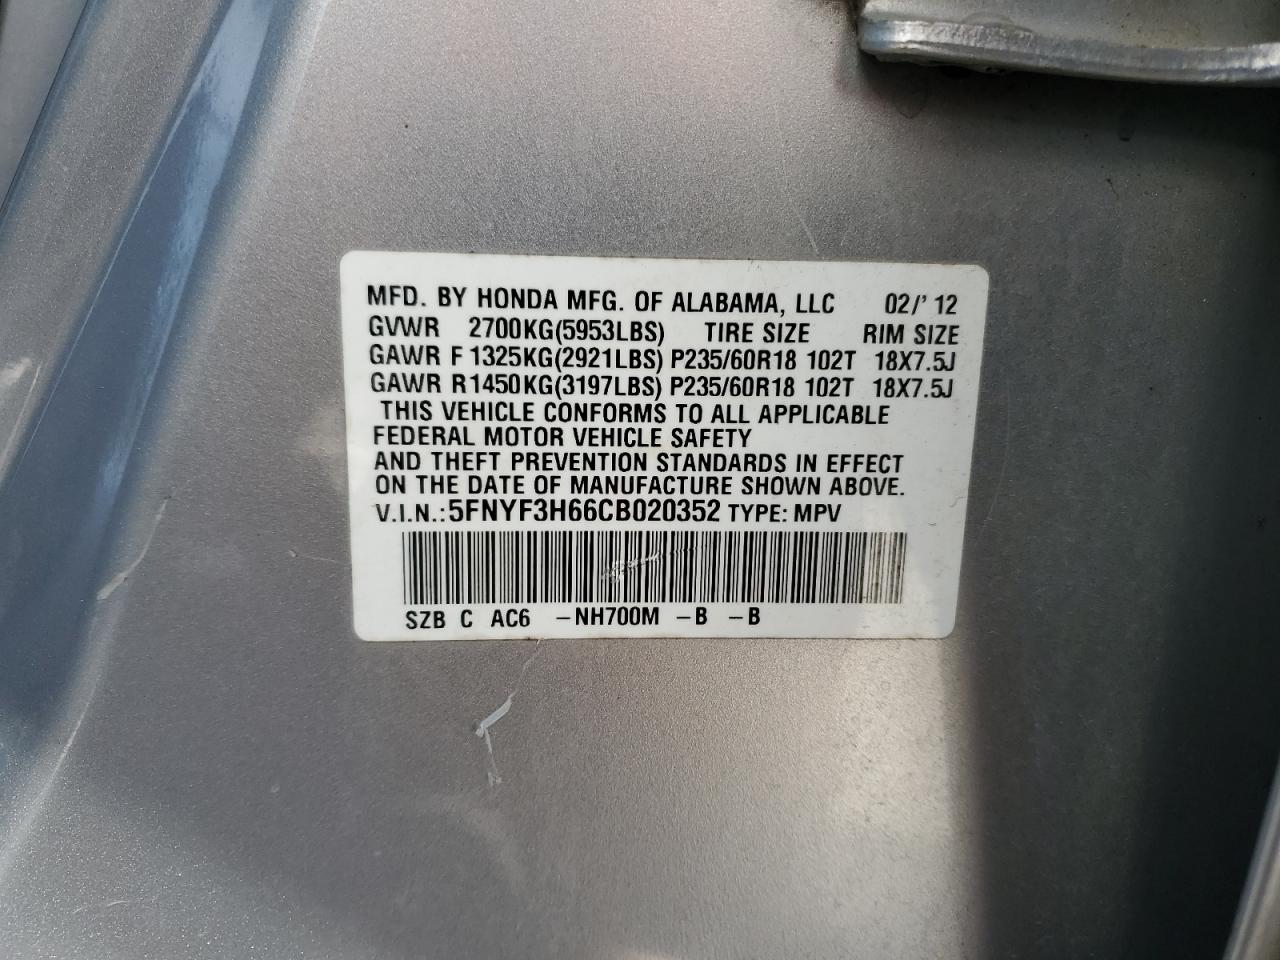 MFD. BY HONDA MFG. OF ALABAMA, LLC 02/' 12
GVWR 2700KG(5953LBS) TIRE SIZE RIM SIZE
GAWR F 1325KG(2921LBS) P235/60R18 102T 18X7.5J
GAWR R1450KG(3197LBS) P235/60R18 102T 18X7.5J
THIS VEHICLE CONFORMS TO ALL APPLICABLE
FEDERAL MOTOR VEHICLE SAFETY
AND THEFT PREVENTION STANDARDS IN EFFECT
ON THE DATE OF MANUFACTURE SHOWN ABOVE.
V.I.N.:5FNYF3H66CB020352 TYPE: MPV
SZB C AC6 -NH700M -B -B